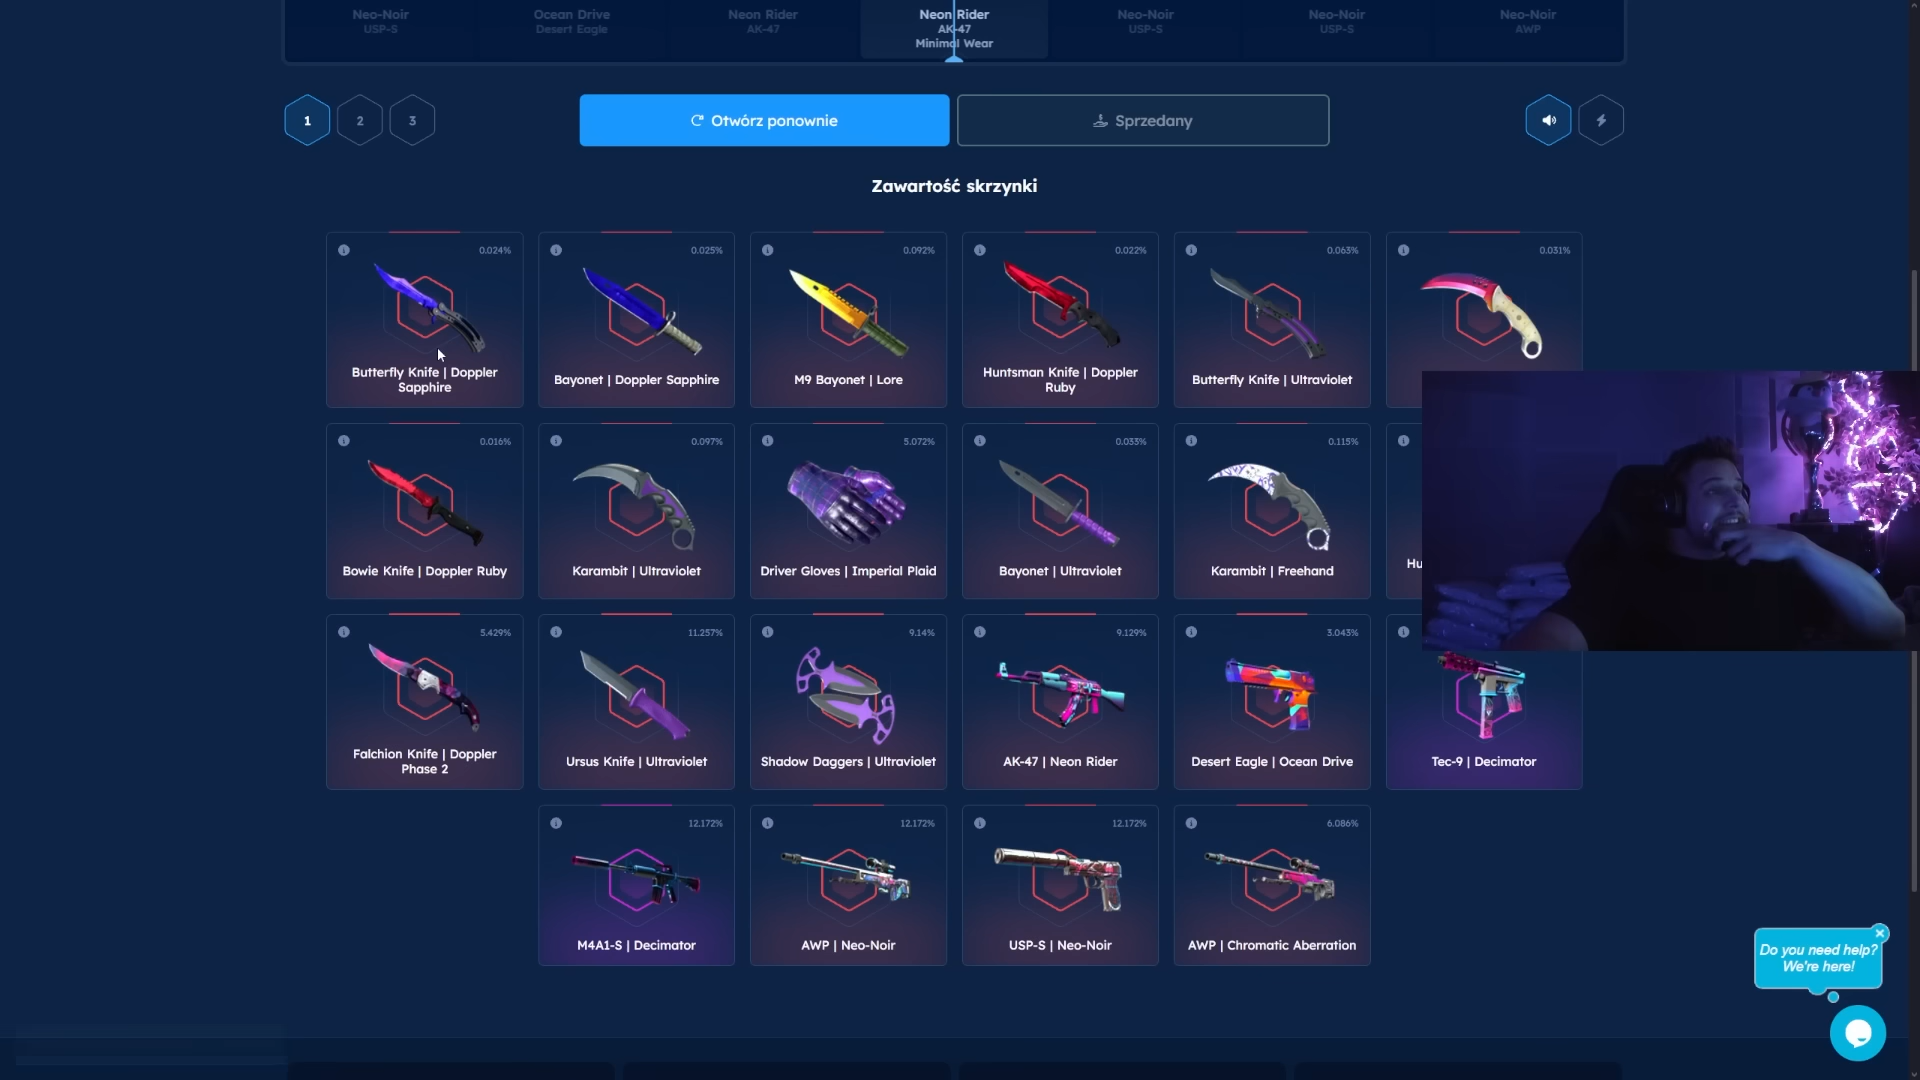 Neo-Noir
USP-S
Ocean Drive
Desert Eagle
Neon Rider
AK-47
Neon Rider
AK-47
Minimal Wear
Neo-Noir
USP-S
Neo-Noir
USP-S
Neo-Noir
AWP
1
2
3
Otwórz ponownie
Sprzedany
Zawartość skrzynki
0.024%
Butterfly Knife | Doppler
Sapphire
0.025%
Bayonet | Doppler Sapphire
0.092%
M9 Bayonet | Lore
0.022%
Huntsman Knife | Doppler
Ruby
0.063%
Butterfly Knife | Ultraviolet
0.031%
0.016%
Bowie Knife | Doppler Ruby
0.097%
Karambit | Ultraviolet
5.072%
Driver Gloves | Imperial Plaid
0.033%
Bayonet | Ultraviolet
0.115%
Karambit | Freehand
Hu
5.429%
Falchion Knife | Doppler
Phase 2
11.257%
Ursus Knife | Ultraviolet
9.14%
Shadow Daggers | Ultraviolet
9.129%
AK-47 | Neon Rider
3.043%
Desert Eagle | Ocean Drive
Tec-9 | Decimator
12.172%
M4A1-S | Decimator
12.172%
AWP | Neo-Noir
12.172%
USP-S | Neo-Noir
6.086%
AWP | Chromatic Aberration
Do you need help?
We're here!